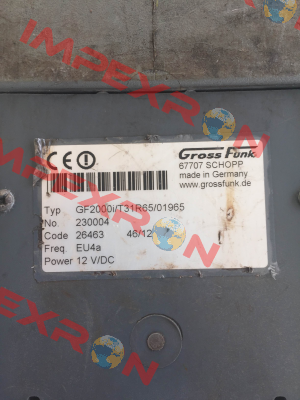 IMPEXRON
CE
Gross Funk
67707 SCHOPP
made in Germany
www.grossfunk.de
Typ GF2000i/T31R65/01965
No 230004
Code 26463 46/12
Freq EU4a
Power 12 V/DC
IMPEXRON